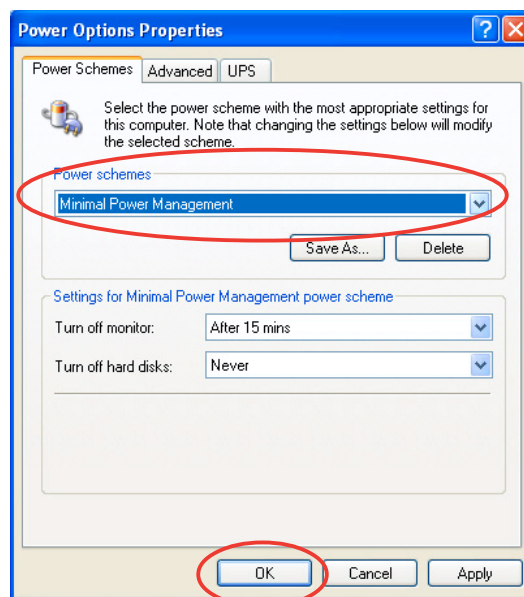 Power Options Properties
Power Schemes Advanced UPS
Select the power scheme with the most appropriate settings for
this computer. Note that changing the settings below will modify
the selected scheme.
Power schemes
Minimal Power Management
Save As... Delete
Settings for Minimal Power Management power scheme
Turn off monitor: After 15 mins
Turn off hard disks: Never
OK Cancel Apply